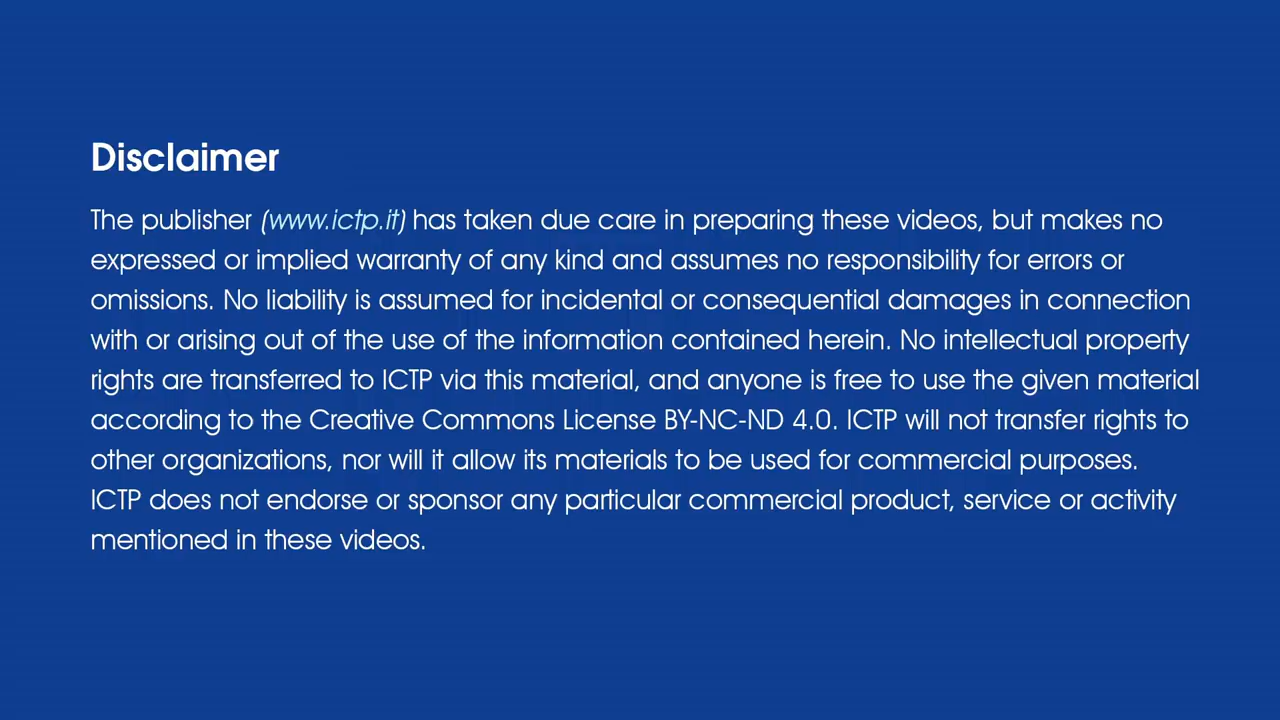 Disclaimer
The publisher (www.ictp.it) has taken due care in preparing these videos, but makes no
expressed or implied warranty of any kind and assumes no responsibility for errors or
omissions. No liability is assumed for incidental or consequential damages in connection
with or arising out of the use of the information contained herein. No intellectual property
rights are transferred to ICTP via this material, and anyone is free to use the given material
according to the Creative Commons License BY-NC-ND 4.0. ICTP will not transfer rights to
other organizations, nor will it allow its materials to be used for commercial purposes.
ICTP does not endorse or sponsor any particular commercial product, service or activity
mentioned in these videos.